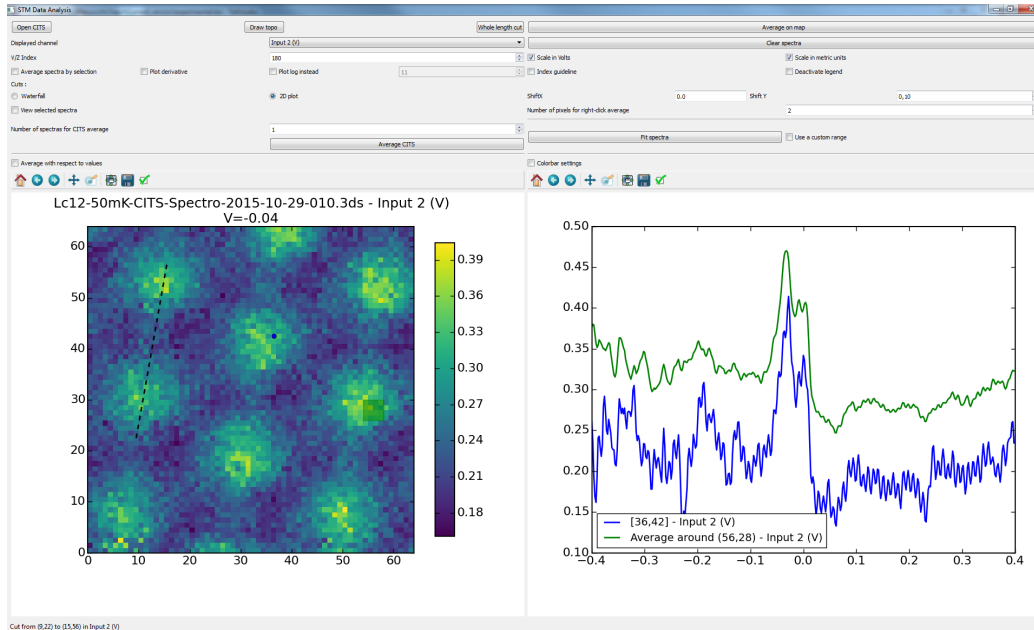 STM Data Analysis
Open CITS Draw topo Whole length cut Average on map
Displayed channel Input 2 (V) Clear spectra
V/Z Index 180 Scale in Volts Scale in metric units
Average spectra by selection Plot derivative Plot log instead 11 Index guideline Deactivate legend
Cuts :
Waterfall 2D plot ShiftX 0.0 Shift Y 0,10
View selected spectra Number of pixels for right-click average 2
Number of spectras for CITS average 1
Fit spectra Use a custom range
Average CITS
Average with respect to values Colorbar settings
Lc12-50mK-CITS-Spectro-2015-10-29-010.3ds - Input 2 (V)
V=-0.04
60
50
40
30
20
10
0
0 10 20 30 40 50 60
0.39
0.36
0.33
0.30
0.27
0.24
0.21
0.18
0.50
0.45
0.40
0.35
0.30
0.25
0.20
0.15
0.10
[36,42] - Input 2 (V)
Average around (56,28) - Input 2 (V)
−0.4 −0.3 −0.2 −0.1 0.0 0.1 0.2 0.3 0.4
Cut from (9,22) to (15,56) in Input 2 (V)